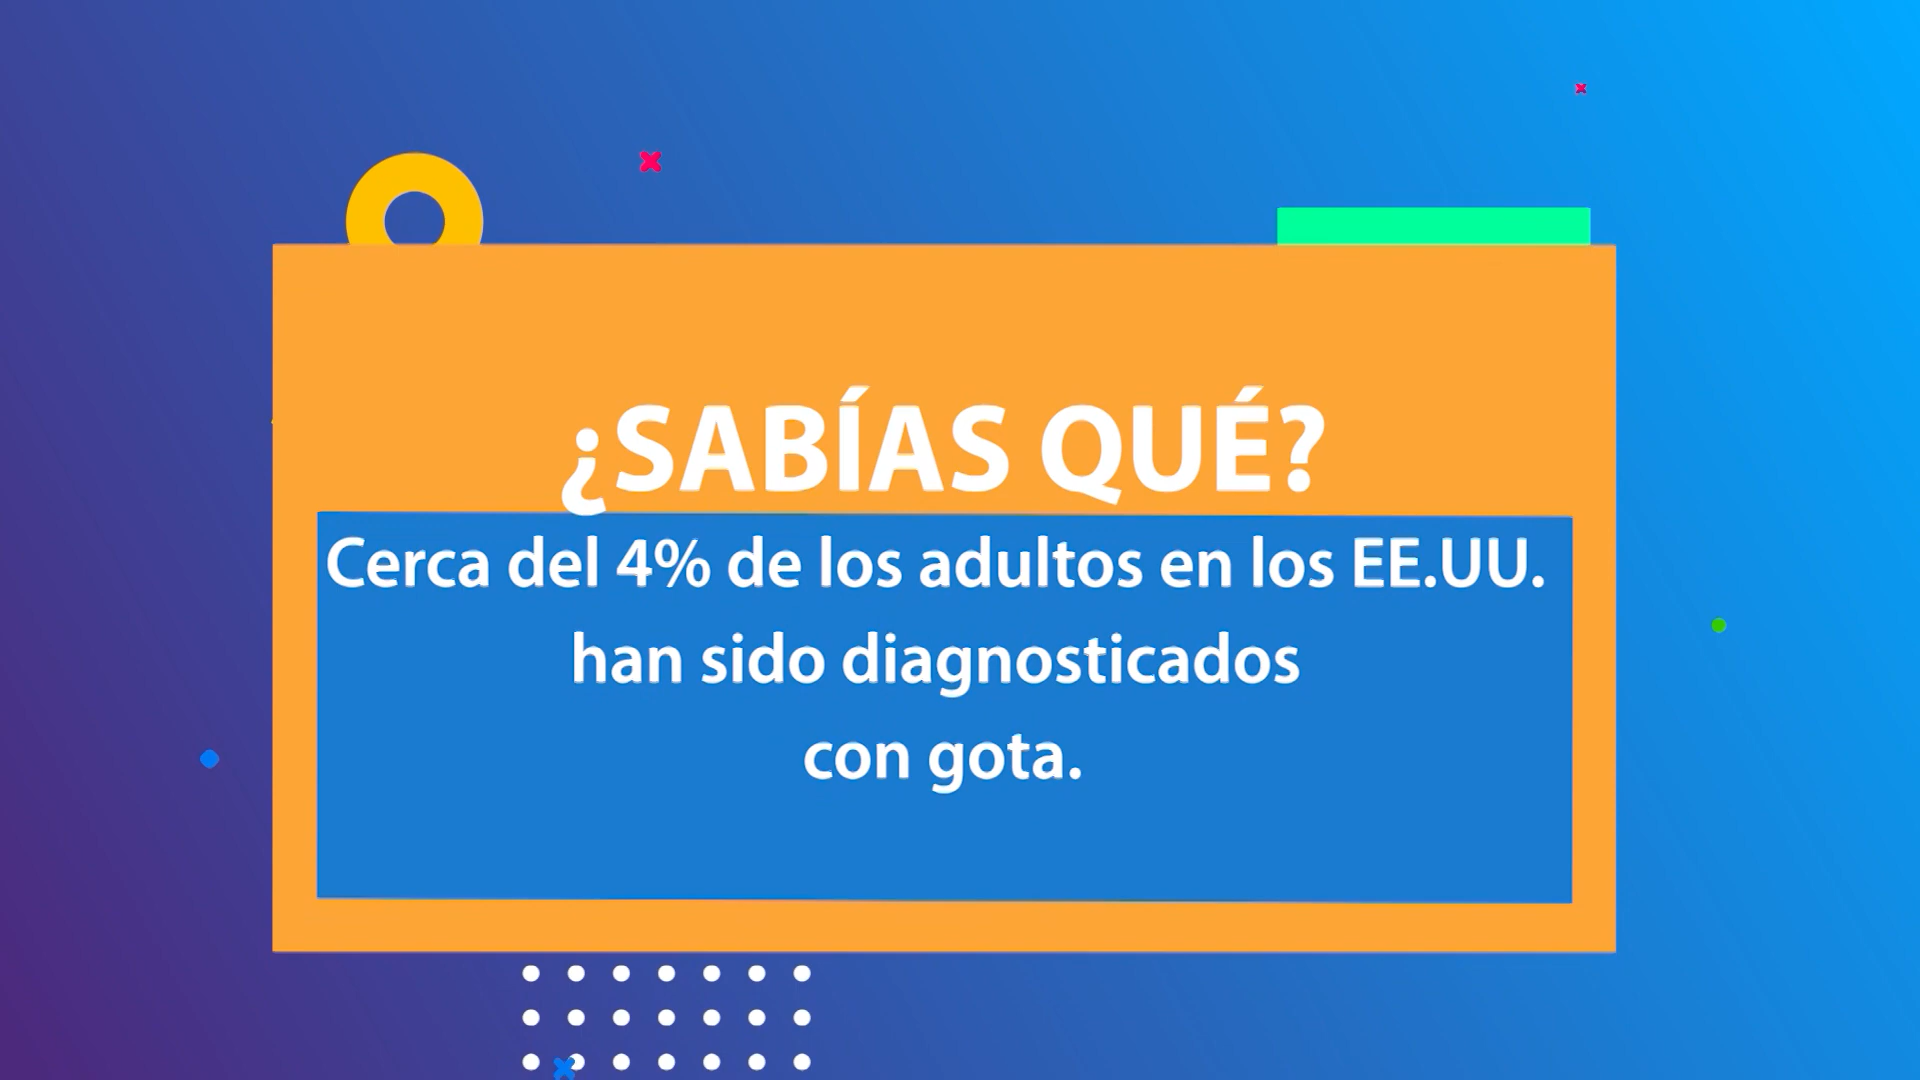 ¿SABÍAS QUÉ?
Cerca del 4% de los adultos en los EE.UU.
han sido diagnosticados
con gota.